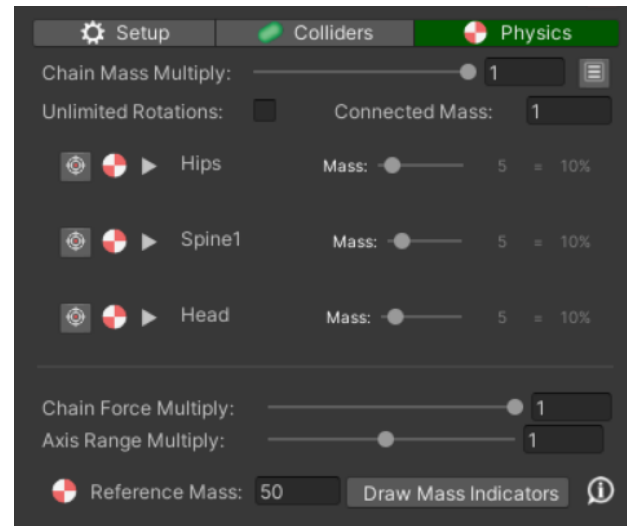 Setup Colliders Physics
Chain Mass Multiply: 1
Unlimited Rotations: Connected Mass: 1
Hips Mass: 5 = 10%
Spine1 Mass: 5 = 10%
Head Mass: 5 = 10%
Chain Force Multiply: 1
Axis Range Multiply: 1
Reference Mass: 50 Draw Mass Indicators